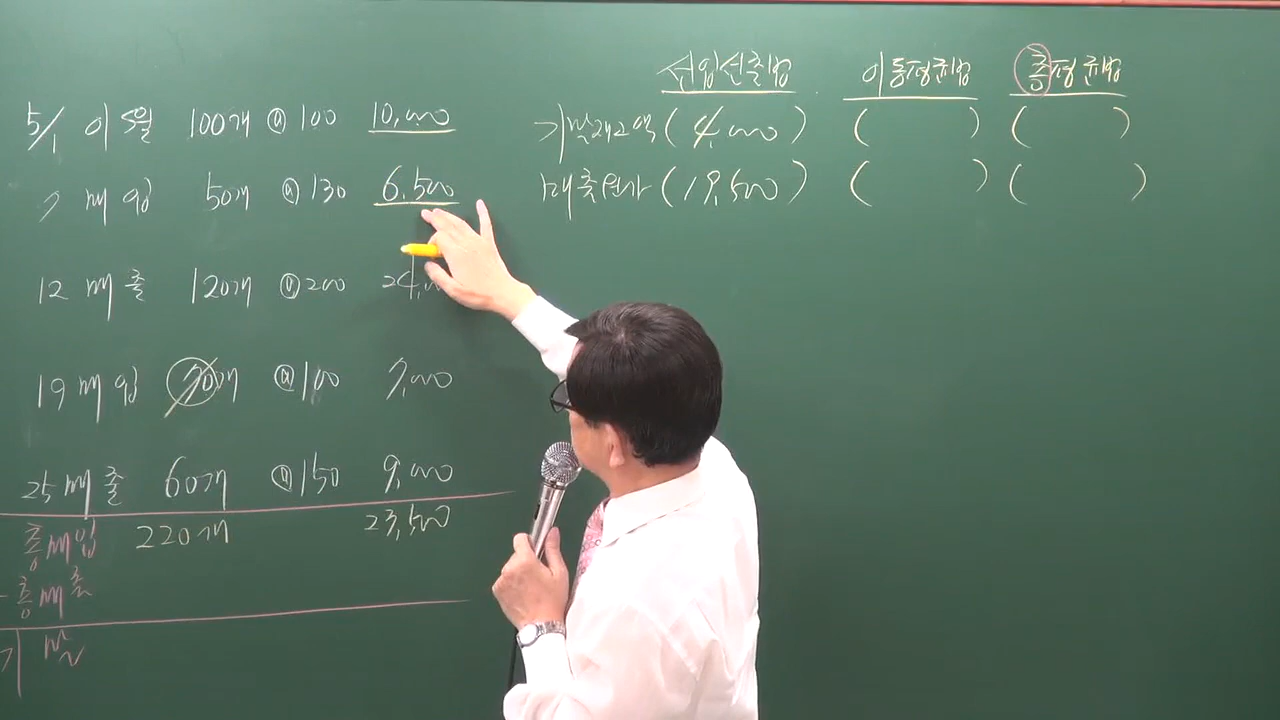 선입선출법 이동평균법 총평균법
5/1 이월 100개 @100 10,000
기말재고액 ( 4,000 ) ( ) ( )
7 매입 50개 @130 6,500
매출원가 ( 19,500 ) ( ) ( )
12 매출 120개 @200 24,00
19 매입 70개 @100 7,000
25 매출 60개 @150 9,000
총매입 220개 23,500
- 총매출
기말